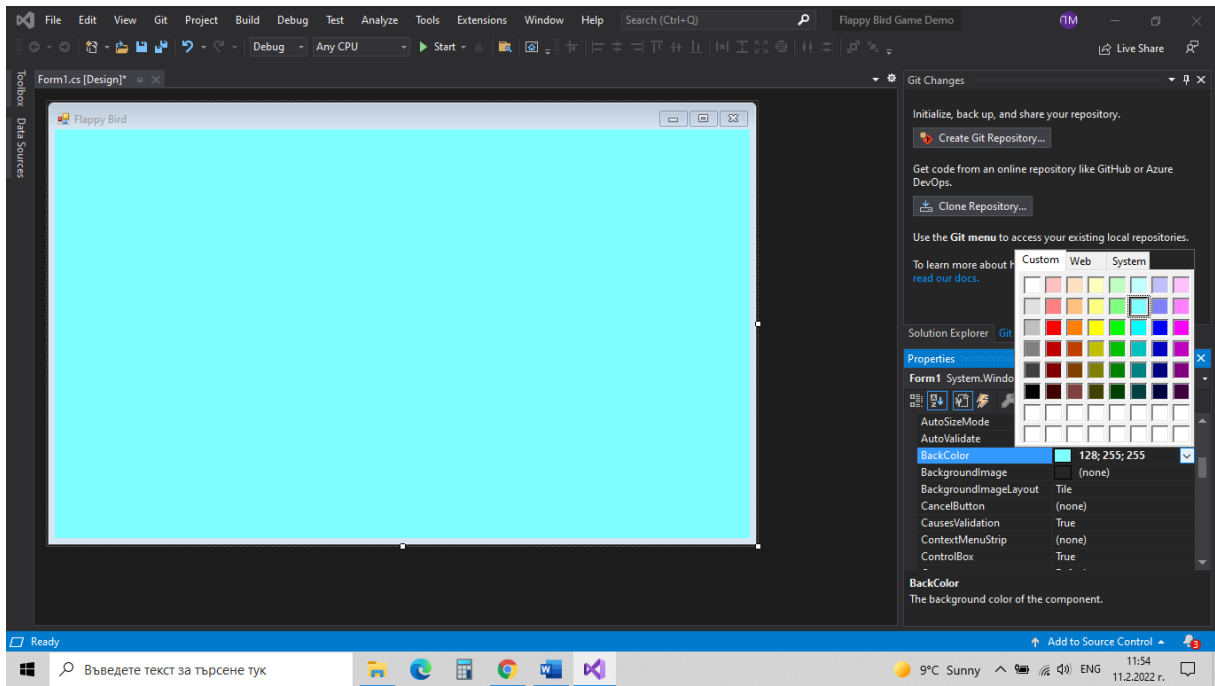 File Edit View Git Project Build Debug Test Analyze Tools Extensions Window Help Search (Ctrl+Q) Flappy Bird Game Demo ПМ
Debug Any CPU Start Live Share
Toolbox
Data Sources
Form1.cs [Design]*
Flappy Bird
Git Changes
Initialize, back up, and share your repository.
Create Git Repository...
Get code from an online repository like GitHub or Azure
DevOps.
Clone Repository...
Use the Git menu to access your existing local repositories.
To learn more about
read our docs.
Custom Web System
Solution Explorer Git
Properties
Form1 System.Windo
AutoSizeMode
AutoValidate
BackColor 128; 255; 255
BackgroundImage (none)
BackgroundImageLayout Tile
CancelButton (none)
CausesValidation True
ContextMenuStrip (none)
ControlBox True
BackColor
The background color of the component.
Ready Add to Source Control 3
Въведете текст за търсене тук 9°C Sunny ENG 11:54
11.2.2022 г.